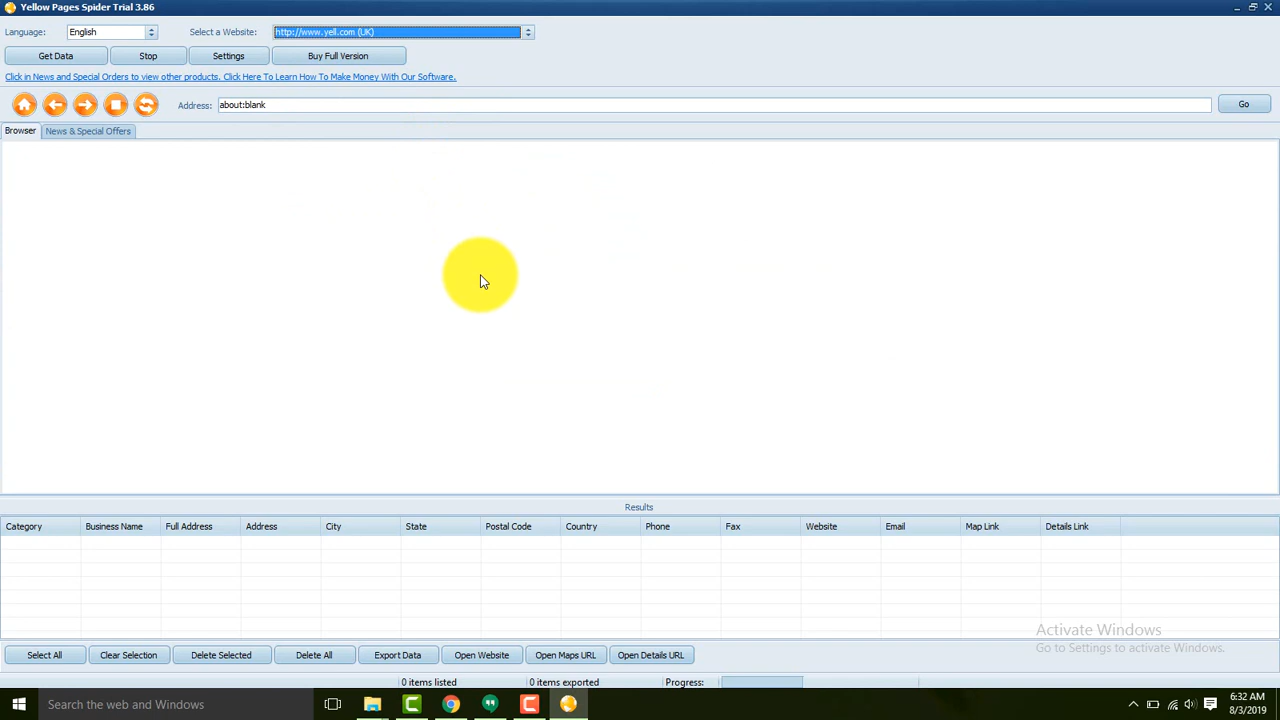 Yellow Pages Spider Trial 3.86
Language: English Select a Website: http://www.yell.com (UK)
Get Data Stop Settings Buy Full Version
Click in News and Special Orders to view other products. Click Here To Learn How To Make Money With Our Software.
Address: about:blank Go
Browser News & Special Offers
Results
Category Business Name Full Address Address City State Postal Code Country Phone Fax Website Email Map Link Details Link
Activate Windows
Go to Settings to activate Windows.
Select All Clear Selection Delete Selected Delete All Export Data Open Website Open Maps URL Open Details URL
0 items listed 0 items exported Progress:
Search the web and Windows
6:32 AM
8/3/2019